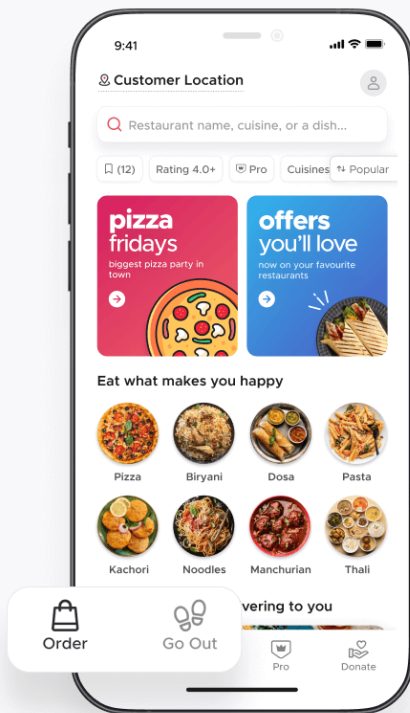 9:41
Customer Location
Restaurant name, cuisine, or a dish...
(12) Rating 4.0+ Pro Cuisines Popular
pizza
fridays
biggest pizza party in
town
offers
you'll love
now on your favourite
restaurants
Eat what makes you happy
Pizza Biryani Dosa Pasta
Kachori Noodles Manchurian Thali
vering to you
Order Go Out Pro Donate